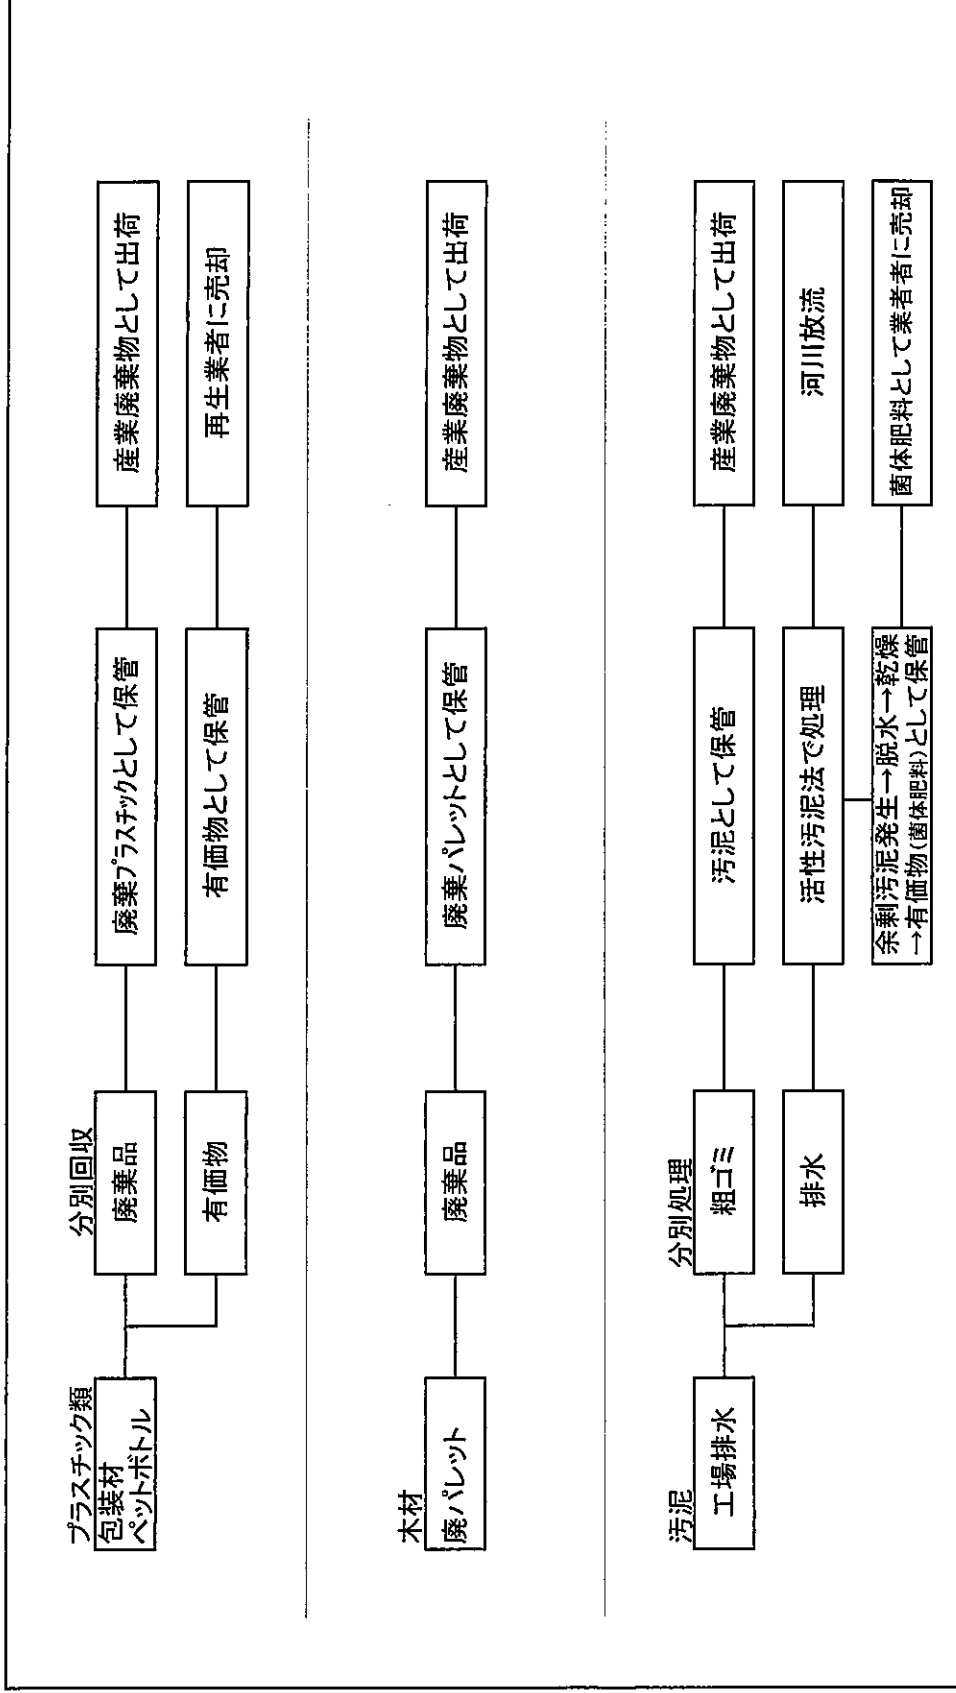 プラスチック類
包装材
ペットボトル
分別回収
廃棄品
廃棄プラスチックとして保管
産業廃棄物として出荷
有価物
有価物として保管
再生業者に売却
木材
廃パレット
廃棄品
廃棄パレットとして保管
産業廃棄物として出荷
汚泥
工場排水
分別処理
粗ゴミ
汚泥として保管
産業廃棄物として出荷
排水
活性汚泥法で処理
河川放流
余剰汚泥発生→脱水→乾燥
→有価物(菌体肥料)として保管
菌体肥料として業者者に売却